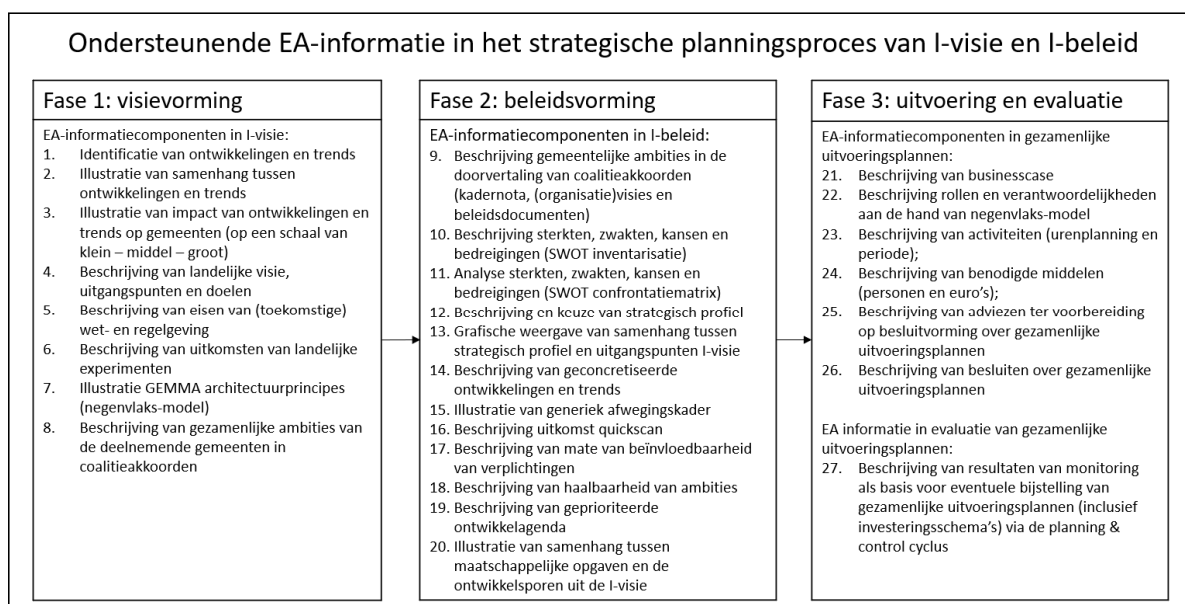 Ondersteunende EA-informatie in het strategische planningsproces van I-visie en I-beleid
Fase 1: visievorming
EA-informatiecomponenten in I-visie:
1. Identificatie van ontwikkelingen en trends
2. Illustratie van samenhang tussen
ontwikkelingen en trends
3. Illustratie van impact van ontwikkelingen en
trends op gemeenten (op een schaal van
klein – middel – groot)
4. Beschrijving van landelijke visie,
uitgangspunten en doelen
5. Beschrijving van eisen van (toekomstige)
wet- en regelgeving
6. Beschrijving van uitkomsten van landelijke
experimenten
7. Illustratie GEMMA architectuurprincipes
(negenvlaks-model)
8. Beschrijving van gezamenlijke ambities van
de deelnemende gemeenten in
coalitieakkoorden
Fase 2: beleidsvorming
EA-informatiecomponenten in I-beleid:
9. Beschrijving gemeentelijke ambities in de
doorvertaling van coalitieakkoorden
(kadernota, (organisatie)visies en
beleidsdocumenten)
10. Beschrijving sterkten, zwakten, kansen en
bedreigingen (SWOT inventarisatie)
11. Analyse sterkten, zwakten, kansen en
bedreigingen (SWOT confrontatiematrix)
12. Beschrijving en keuze van strategisch profiel
13. Grafische weergave van samenhang tussen
strategisch profiel en uitgangspunten I-visie
14. Beschrijving van geconcretiseerde
ontwikkelingen en trends
15. Illustratie van generiek afwegingskader
16. Beschrijving uitkomst quickscan
17. Beschrijving van mate van beïnvloedbaarheid
van verplichtingen
18. Beschrijving van haalbaarheid van ambities
19. Beschrijving van geprioriteerde
ontwikkelagenda
20. Illustratie van samenhang tussen
maatschappelijke opgaven en de
ontwikkelsporen uit de I-visie
Fase 3: uitvoering en evaluatie
EA-informatiecomponenten in gezamenlijke
uitvoeringsplannen:
21. Beschrijving van businesscase
22. Beschrijving rollen en verantwoordelijkheden
aan de hand van negenvlaks-model
23. Beschrijving van activiteiten (urenplanning en
periode);
24. Beschrijving van benodigde middelen
(personen en euro's);
25. Beschrijving van adviezen ter voorbereiding
op besluitvorming over gezamenlijke
uitvoeringsplannen
26. Beschrijving van besluiten over gezamenlijke
uitvoeringsplannen
EA informatie in evaluatie van gezamenlijke
uitvoeringsplannen:
27. Beschrijving van resultaten van monitoring
als basis voor eventuele bijstelling van
gezamenlijke uitvoeringsplannen (inclusief
investeringsschema's) via de planning &
control cyclus